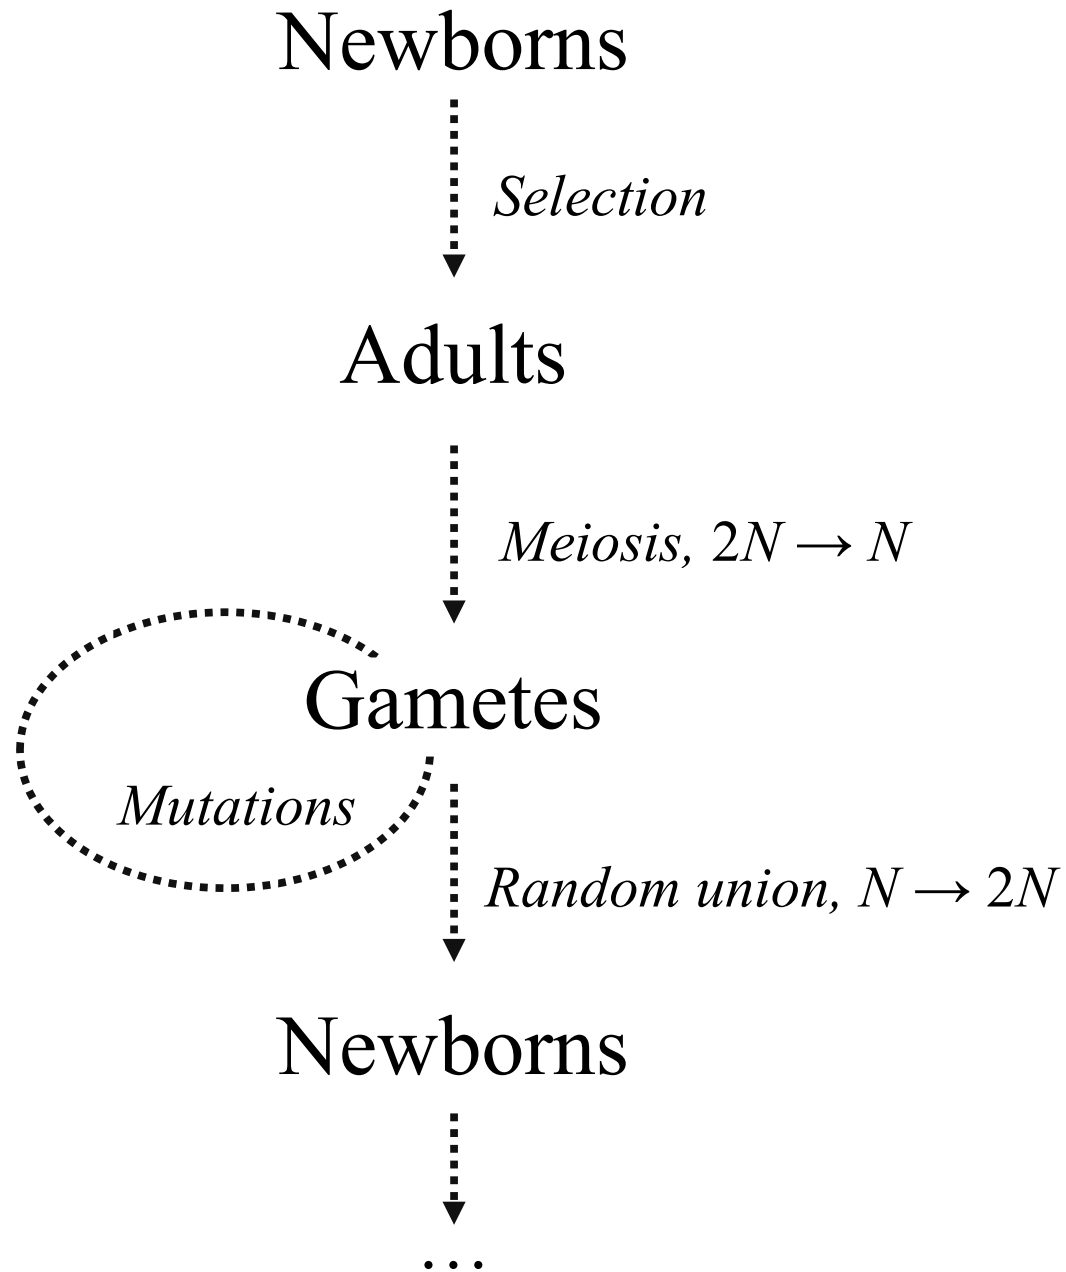 Newborns
Selection
Adults
Meiosis, 2N → N
Gametes
Mutations
Random union, N → 2N
Newborns
...